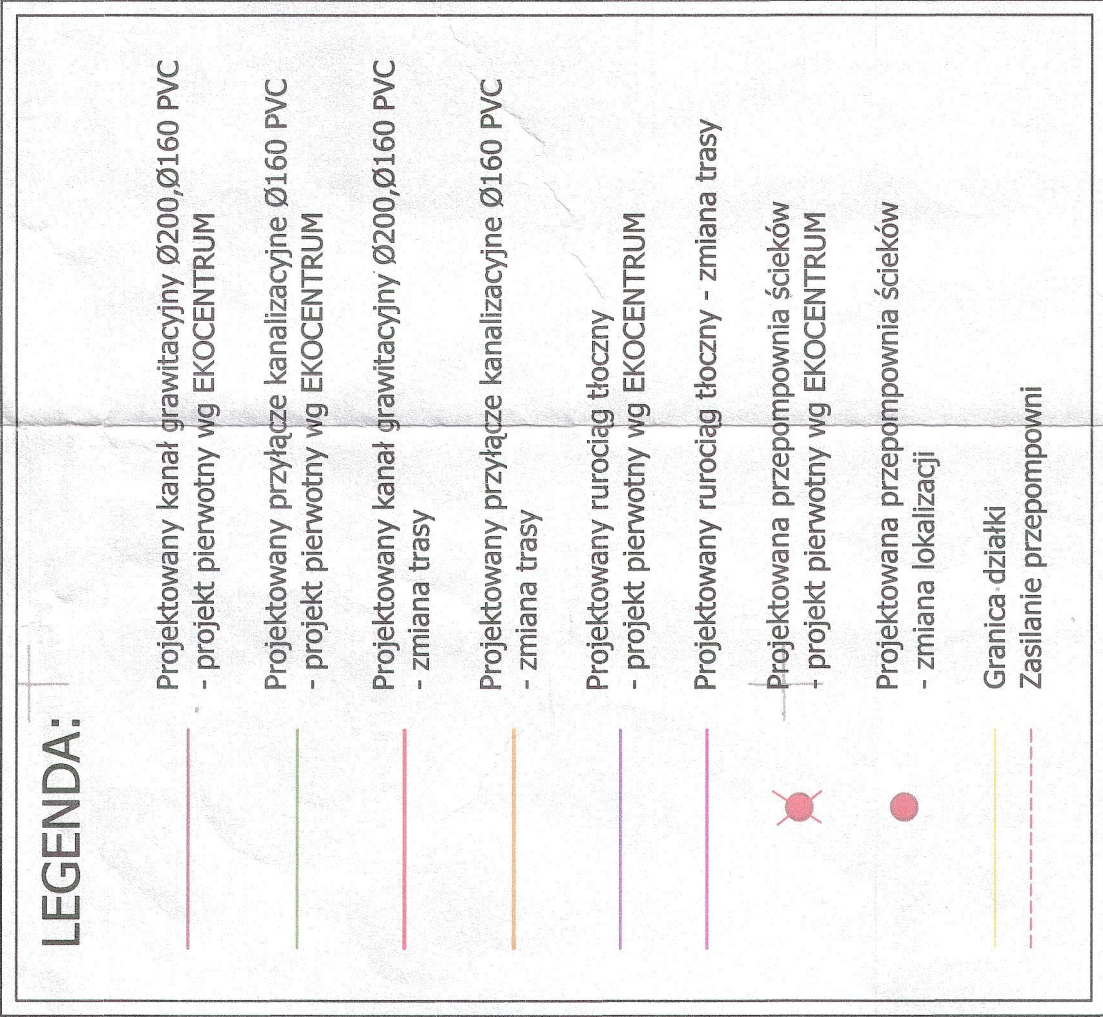 LEGENDA:
Projektowany kanał grawitacyjny Ø200,Ø160 PVC
- projekt pierwotny wg EKOCENTRUM
Projektowany przyłącze kanalizacyjne Ø160 PVC
- projekt pierwotny wg EKOCENTRUM
Projektowany kanał grawitacyjny Ø200,Ø160 PVC
- zmiana trasy
Projektowany przyłącze kanalizacyjne Ø160 PVC
- zmiana trasy
Projektowany rurociąg tłoczny
- projekt pierwotny wg EKOCENTRUM
Projektowany rurociąg tłoczny - zmiana trasy
Projektowana przepompownia ścieków
- projekt pierwotny wg EKOCENTRUM
Projektowana przepompownia ścieków
- zmiana lokalizacji
Granica działki
Zasilanie przepompowni